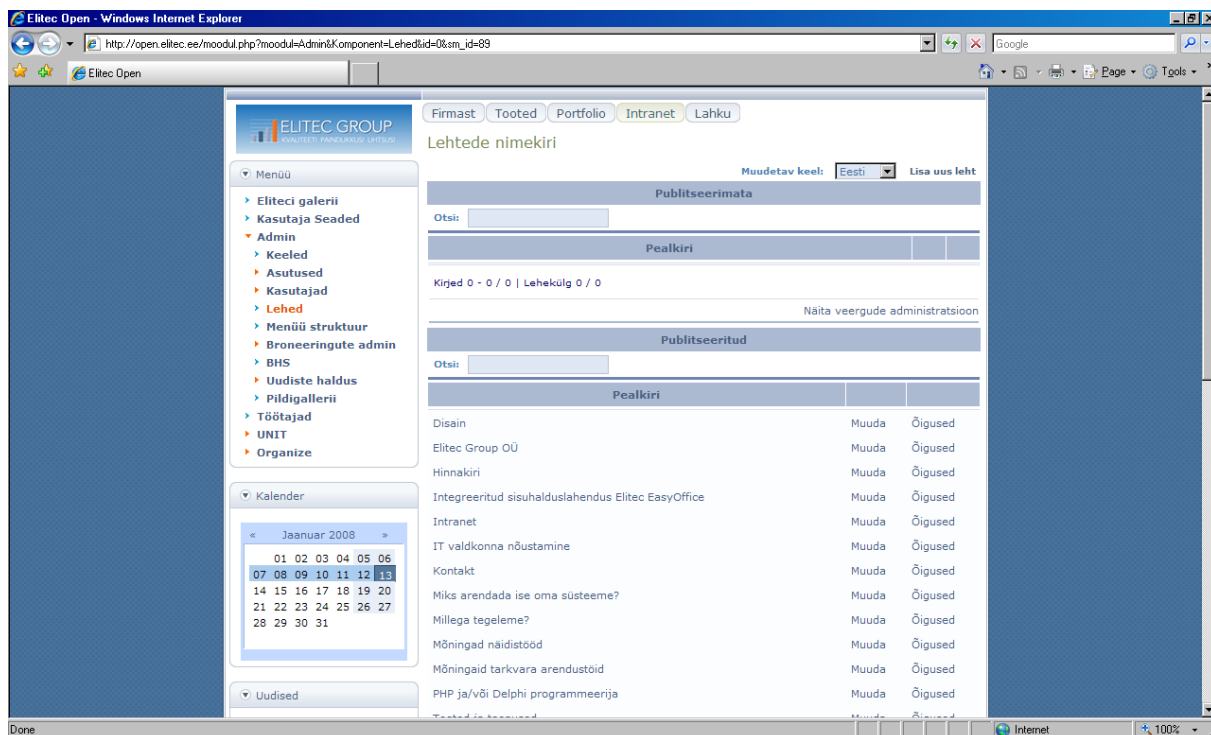 Elitec Open - Windows Internet Explorer
http://open.elitec.ee/moodul.php?moodul=Admin&Komponent=Lehed&id=0&sm_id=89
Google
Elitec Open
Page
Tools
ELITEC GROUP
KVALITEET! PAINDLIKKUS! ÜHTSUS!
Firmast Tooted Portfolio Intranet Lahku
Lehtede nimekiri
Menüü
Eliteci galerii
Kasutaja Seaded
Admin
Keeled
Asutused
Kasutajad
Lehed
Menüü struktuur
Broneeringute admin
BHS
Uudiste haldus
Pildigallerii
Töötajad
UNIT
Organize
Kalender
« Jaanuar 2008 »
01 02 03 04 05 06
07 08 09 10 11 12 13
14 15 16 17 18 19 20
21 22 23 24 25 26 27
28 29 30 31
Uudised
Muudetav keel: Eesti Lisa uus leht
Publitseerimata
Otsi:
Pealkiri
Kirjed 0 - 0 / 0 | Lehekülg 0 / 0
Näita veergude administratsioon
Publitseeritud
Otsi:
Pealkiri
Disain Muuda Õigused
Elitec Group OÜ Muuda Õigused
Hinnakiri Muuda Õigused
Integreeritud sisuhalduslahendus Elitec EasyOffice Muuda Õigused
Intranet Muuda Õigused
IT valdkonna nõustamine Muuda Õigused
Kontakt Muuda Õigused
Miks arendada ise oma süsteeme? Muuda Õigused
Millega tegeleme? Muuda Õigused
Mõningad näidistööd Muuda Õigused
Mõningaid tarkvara arendustöid Muuda Õigused
PHP ja/või Delphi programmeerija Muuda Õigused
Tooted ja teenused Muuda Õigused
Done
Internet
100%